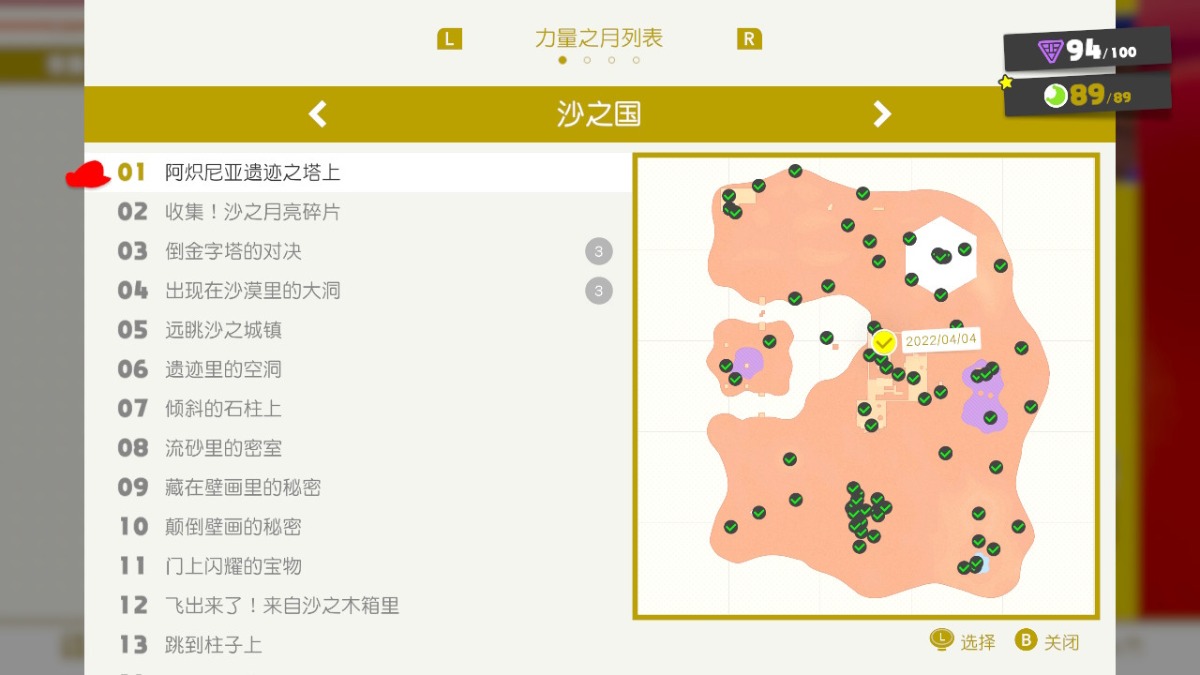 L 力量之月列表 R
94/100
89/89
沙之国
01 阿炽尼亚遗迹之塔上
02 收集！沙之月亮碎片
03 倒金字塔的对决 3
04 出现在沙漠里的大洞 3
05 远眺沙之城镇
06 遗迹里的空洞
07 倾斜的石柱上
08 流砂里的密室
09 藏在壁画里的秘密
10 颠倒壁画的秘密
11 门上闪耀的宝物
12 飞出来了！来自沙之木箱里
13 跳到柱子上
2022/04/04
L 选择 B 关闭